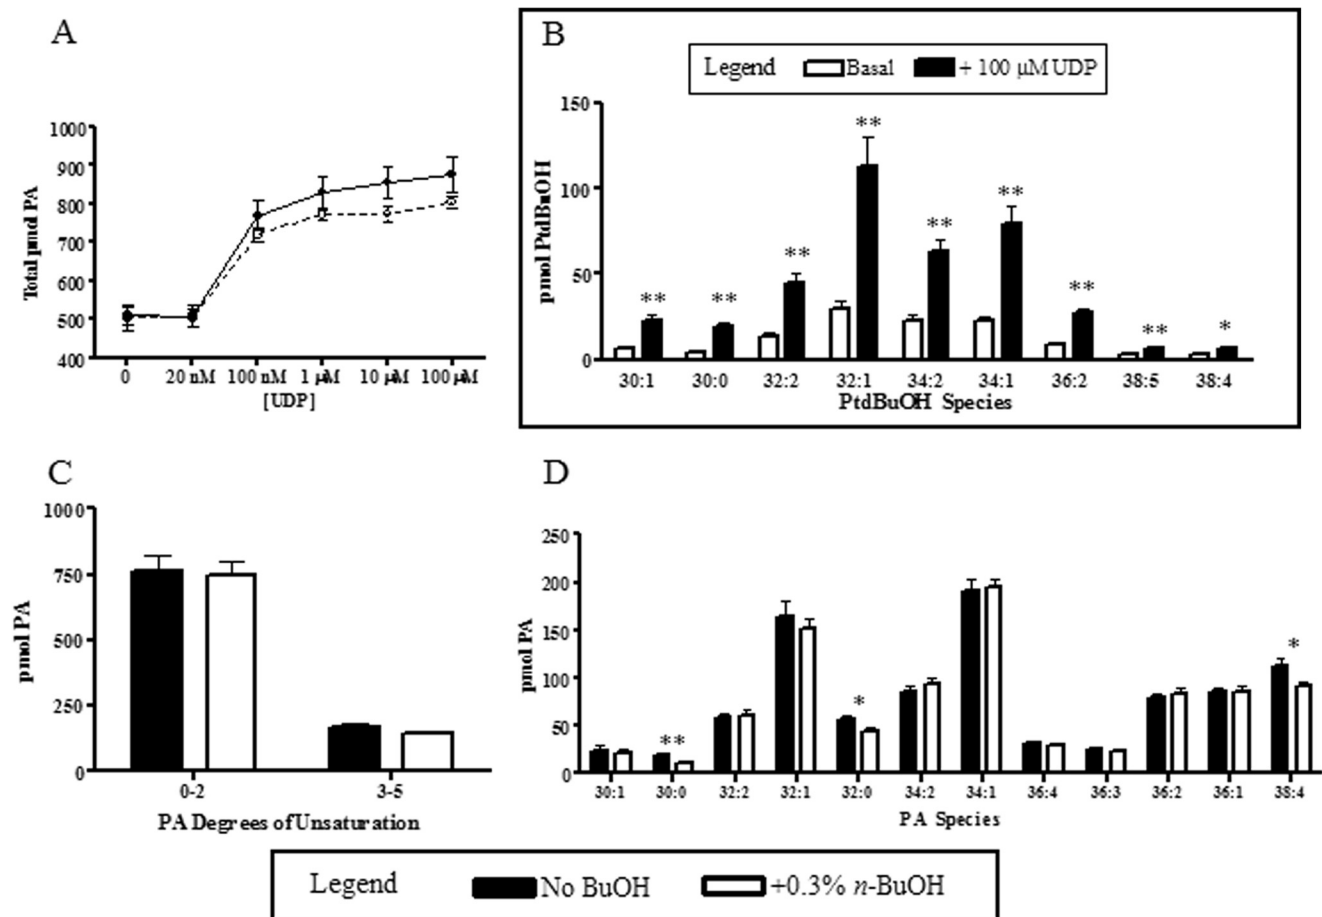 A
Total pmol PA
1000
900
800
700
600
500
400
0 20 nM 100 nM 1 µM 10 µM 100 µM
[UDP]
B
Legend Basal + 100 µM UDP
pmol PtdBuOH
150
100
50
0
** ** ** ** ** ** ** ** *
30:1 30:0 32:2 32:1 34:2 34:1 36:2 38:5 38:4
PtdBuOH Species
C
pmol PA
1000
750
500
250
0
0-2 3-5
PA Degrees of Unsaturation
D
pmol PA
250
200
150
100
50
0
** * *
30:1 30:0 32:2 32:1 32:0 34:2 34:1 36:4 36:3 36:2 36:1 38:4
PA Species
Legend No BuOH +0.3% n-BuOH